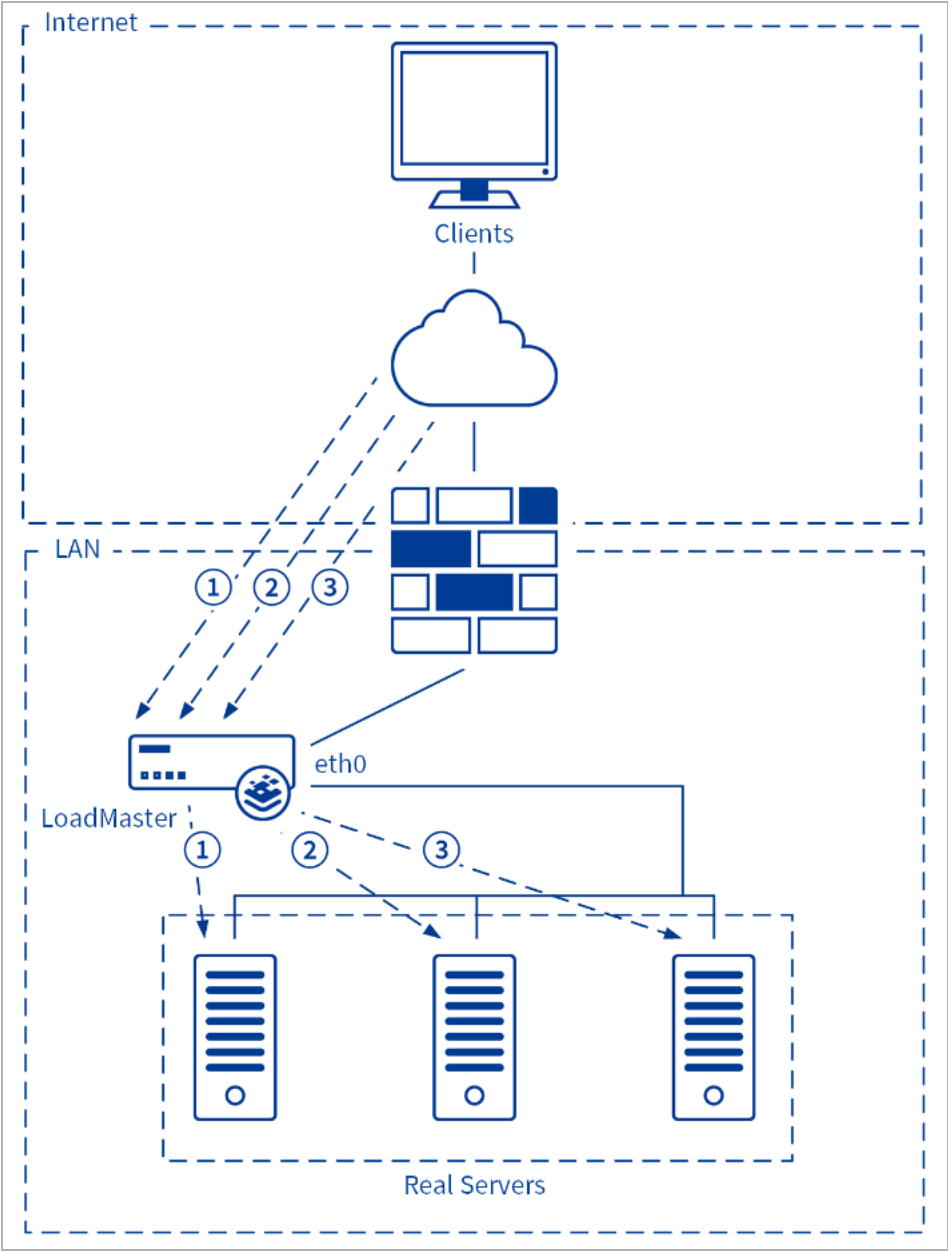 Internet
Clients
LAN
1 2 3
eth0
LoadMaster
1 2 3
Real Servers